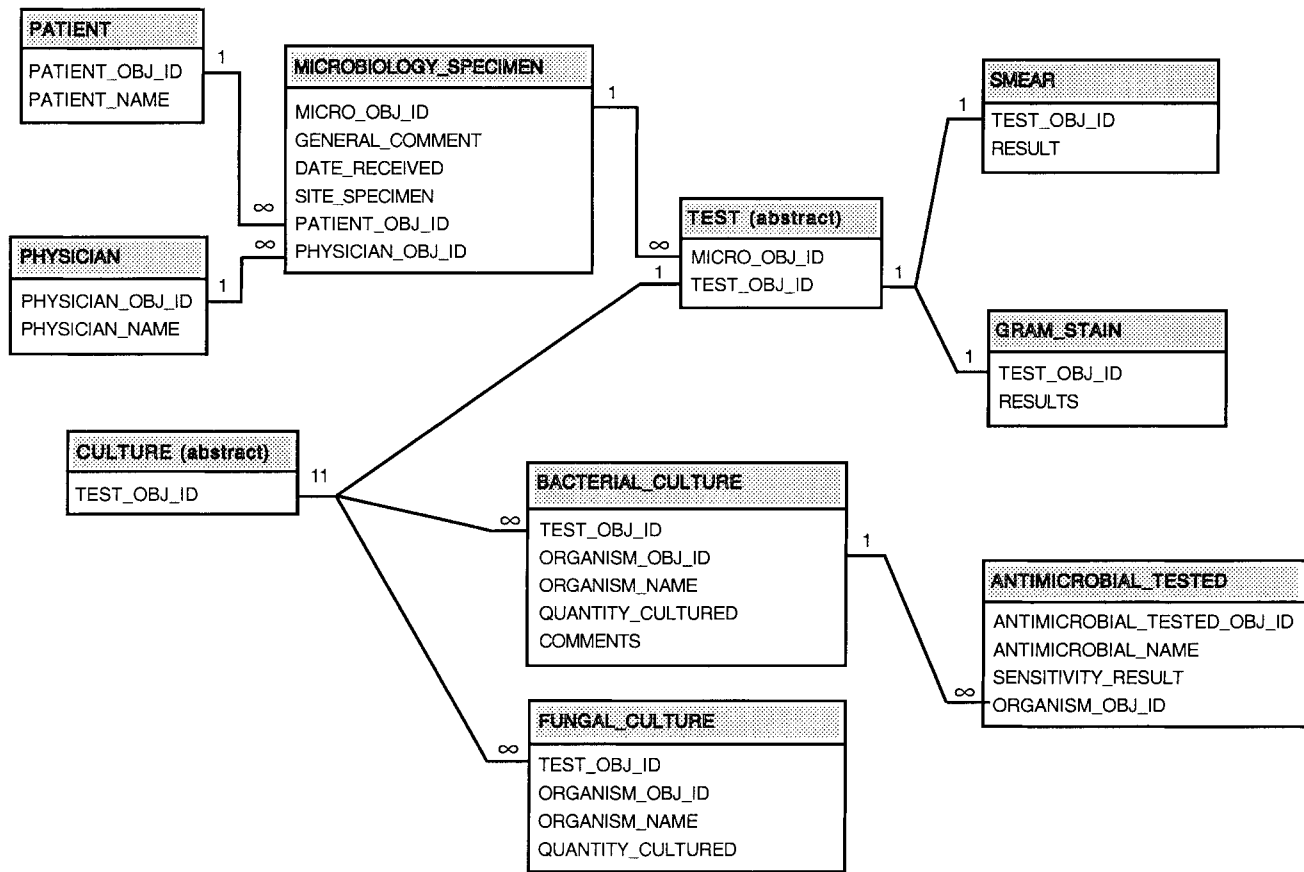 PATIENT
PATIENT_OBJ_ID
PATIENT_NAME
1
∞
MICROBIOLOGY_SPECIMEN
MICRO_OBJ_ID
GENERAL_COMMENT
DATE_RECEIVED
SITE_SPECIMEN
PATIENT_OBJ_ID
PHYSICIAN_OBJ_ID
1
∞
PHYSICIAN
PHYSICIAN_OBJ_ID
PHYSICIAN_NAME
1
∞
TEST (abstract)
MICRO_OBJ_ID
TEST_OBJ_ID
1
1
SMEAR
TEST_OBJ_ID
RESULT
1
GRAM_STAIN
TEST_OBJ_ID
RESULTS
1
CULTURE (abstract)
TEST_OBJ_ID
11
BACTERIAL_CULTURE
TEST_OBJ_ID
ORGANISM_OBJ_ID
ORGANISM_NAME
QUANTITY_CULTURED
COMMENTS
∞
1
ANTIMICROBIAL_TESTED
ANTIMICROBIAL_TESTED_OBJ_ID
ANTIMICROBIAL_NAME
SENSITIVITY_RESULT
ORGANISM_OBJ_ID
∞
FUNGAL_CULTURE
TEST_OBJ_ID
ORGANISM_OBJ_ID
ORGANISM_NAME
QUANTITY_CULTURED
∞